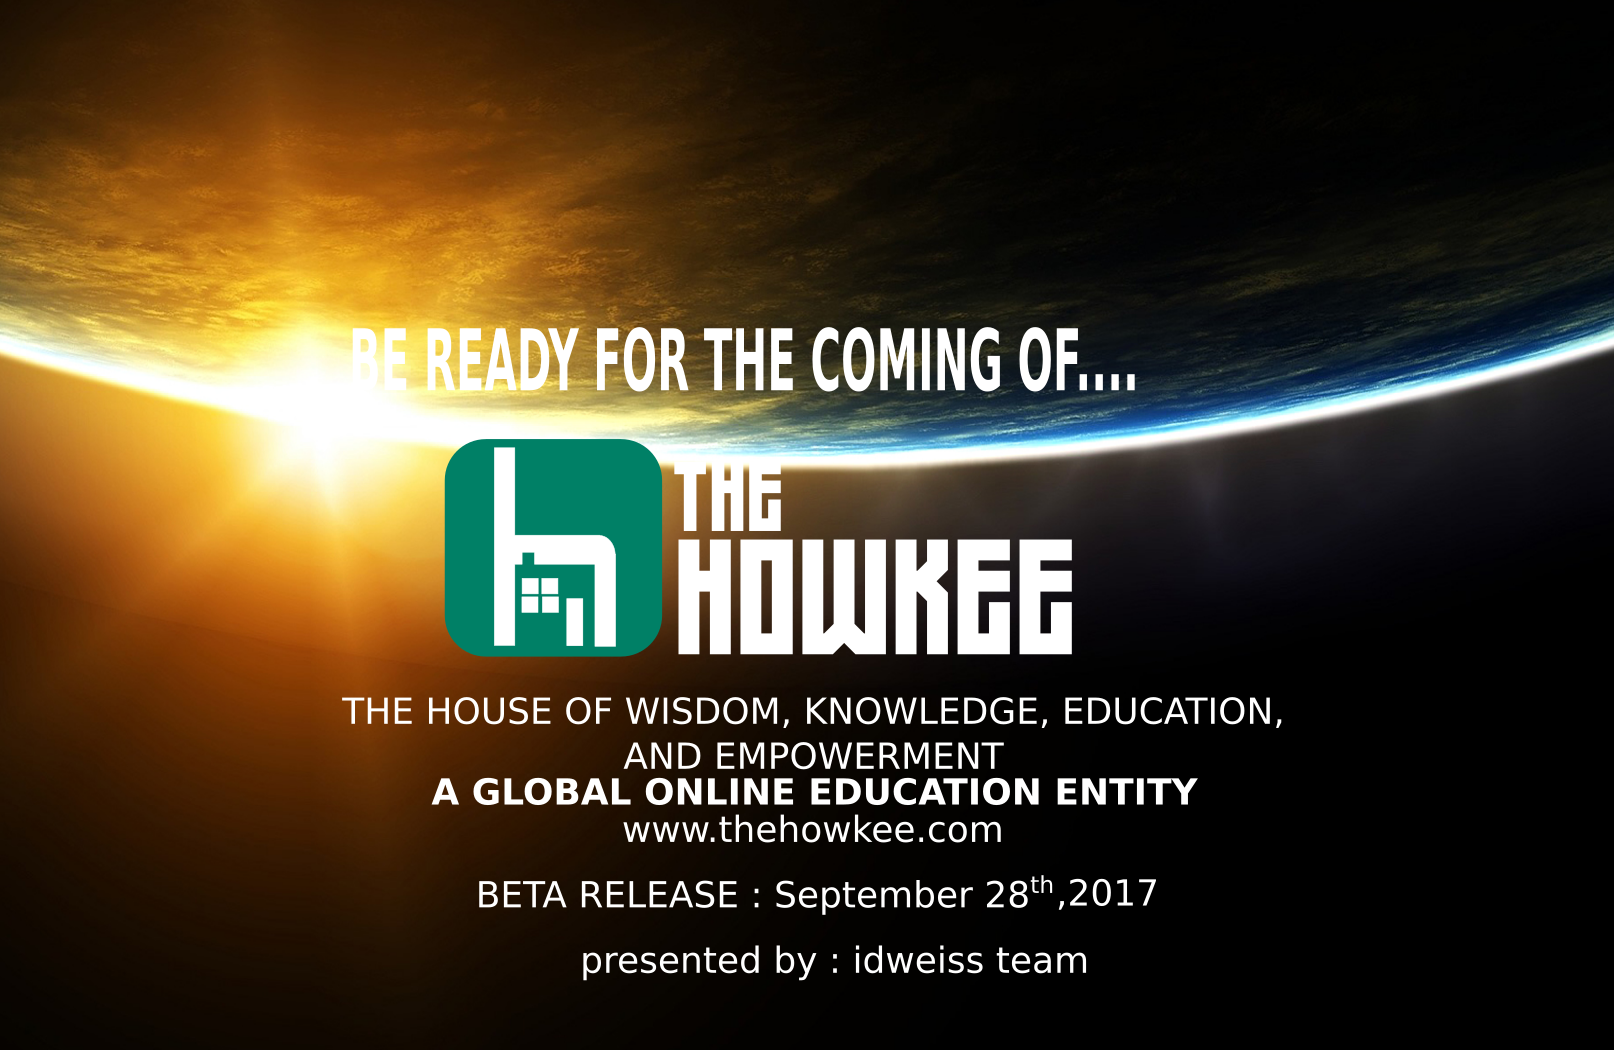 BE READY FOR THE COMING OF....
THE
HOWKEE
THE HOUSE OF WISDOM, KNOWLEDGE, EDUCATION,
AND EMPOWERMENT
A GLOBAL ONLINE EDUCATION ENTITY
www.thehowkee.com
BETA RELEASE : September 28th,2017
presented by : idweiss team